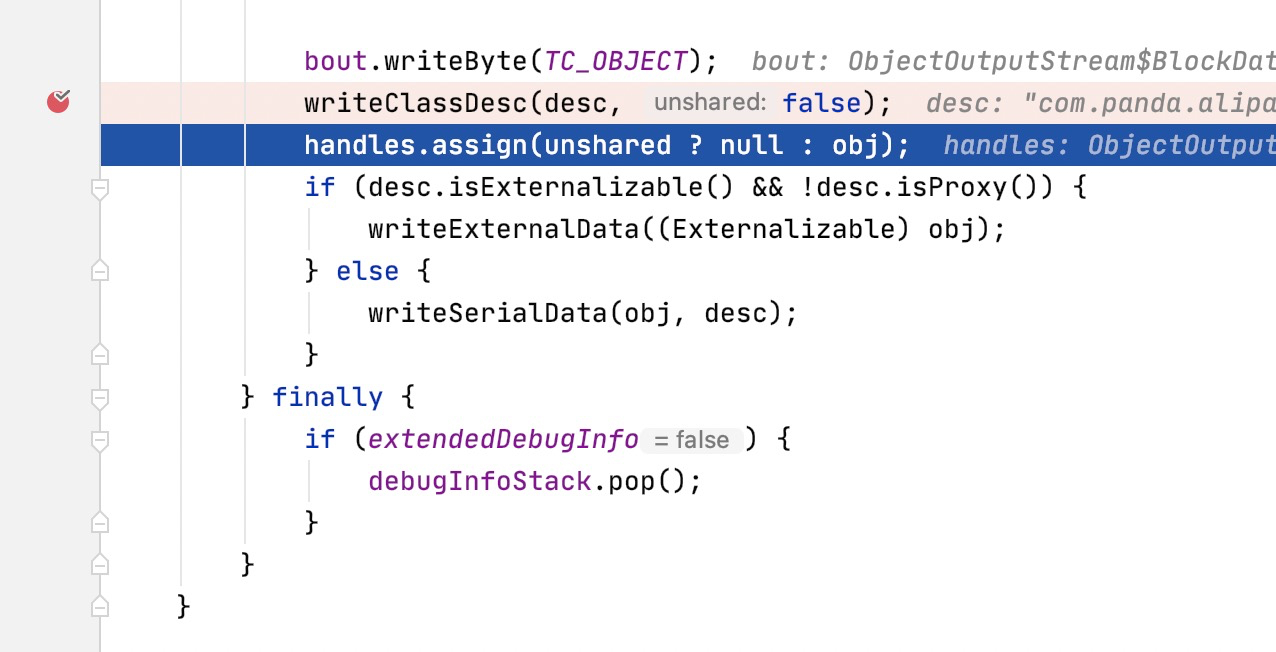 bout.writeByte(TC_OBJECT); bout: ObjectOutputStream$BlockDat
writeClassDesc(desc, unshared: false); desc: "com.panda.alipa
handles.assign(unshared ? null : obj); handles: ObjectOutput
if (desc.isExternalizable() && !desc.isProxy()) {
writeExternalData((Externalizable) obj);
} else {
writeSerialData(obj, desc);
}
} finally {
if (extendedDebugInfo = false ) {
debugInfoStack.pop();
}
}
}